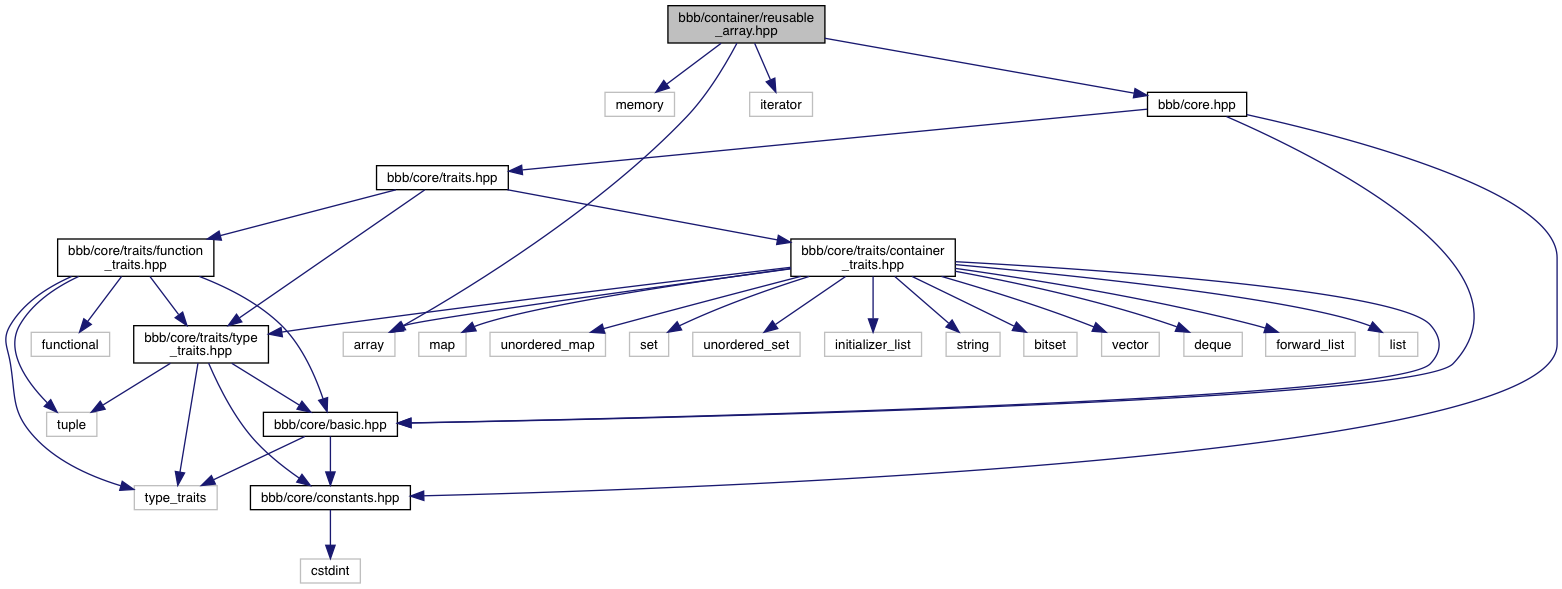 bbb/container/reusable
_array.hpp
memory
iterator
bbb/core.hpp
bbb/core/traits.hpp
bbb/core/traits/function
_traits.hpp
bbb/core/traits/container
_traits.hpp
functional
bbb/core/traits/type
_traits.hpp
array
map
unordered_map
set
unordered_set
initializer_list
string
bitset
vector
deque
forward_list
list
tuple
bbb/core/basic.hpp
type_traits
bbb/core/constants.hpp
cstdint